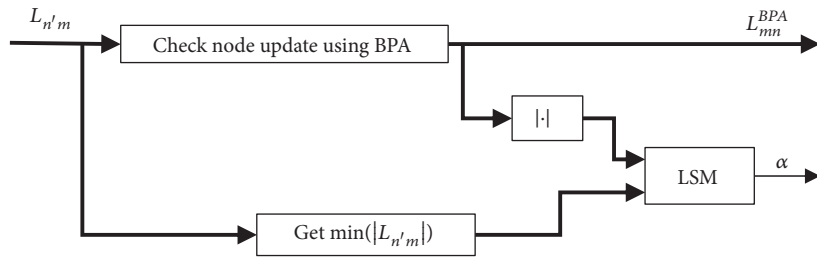 L_{n′m}
Check node update using BPA
L_{mn}^{BPA}
|·|
LSM
α
Get min(|L_{n′m}|)